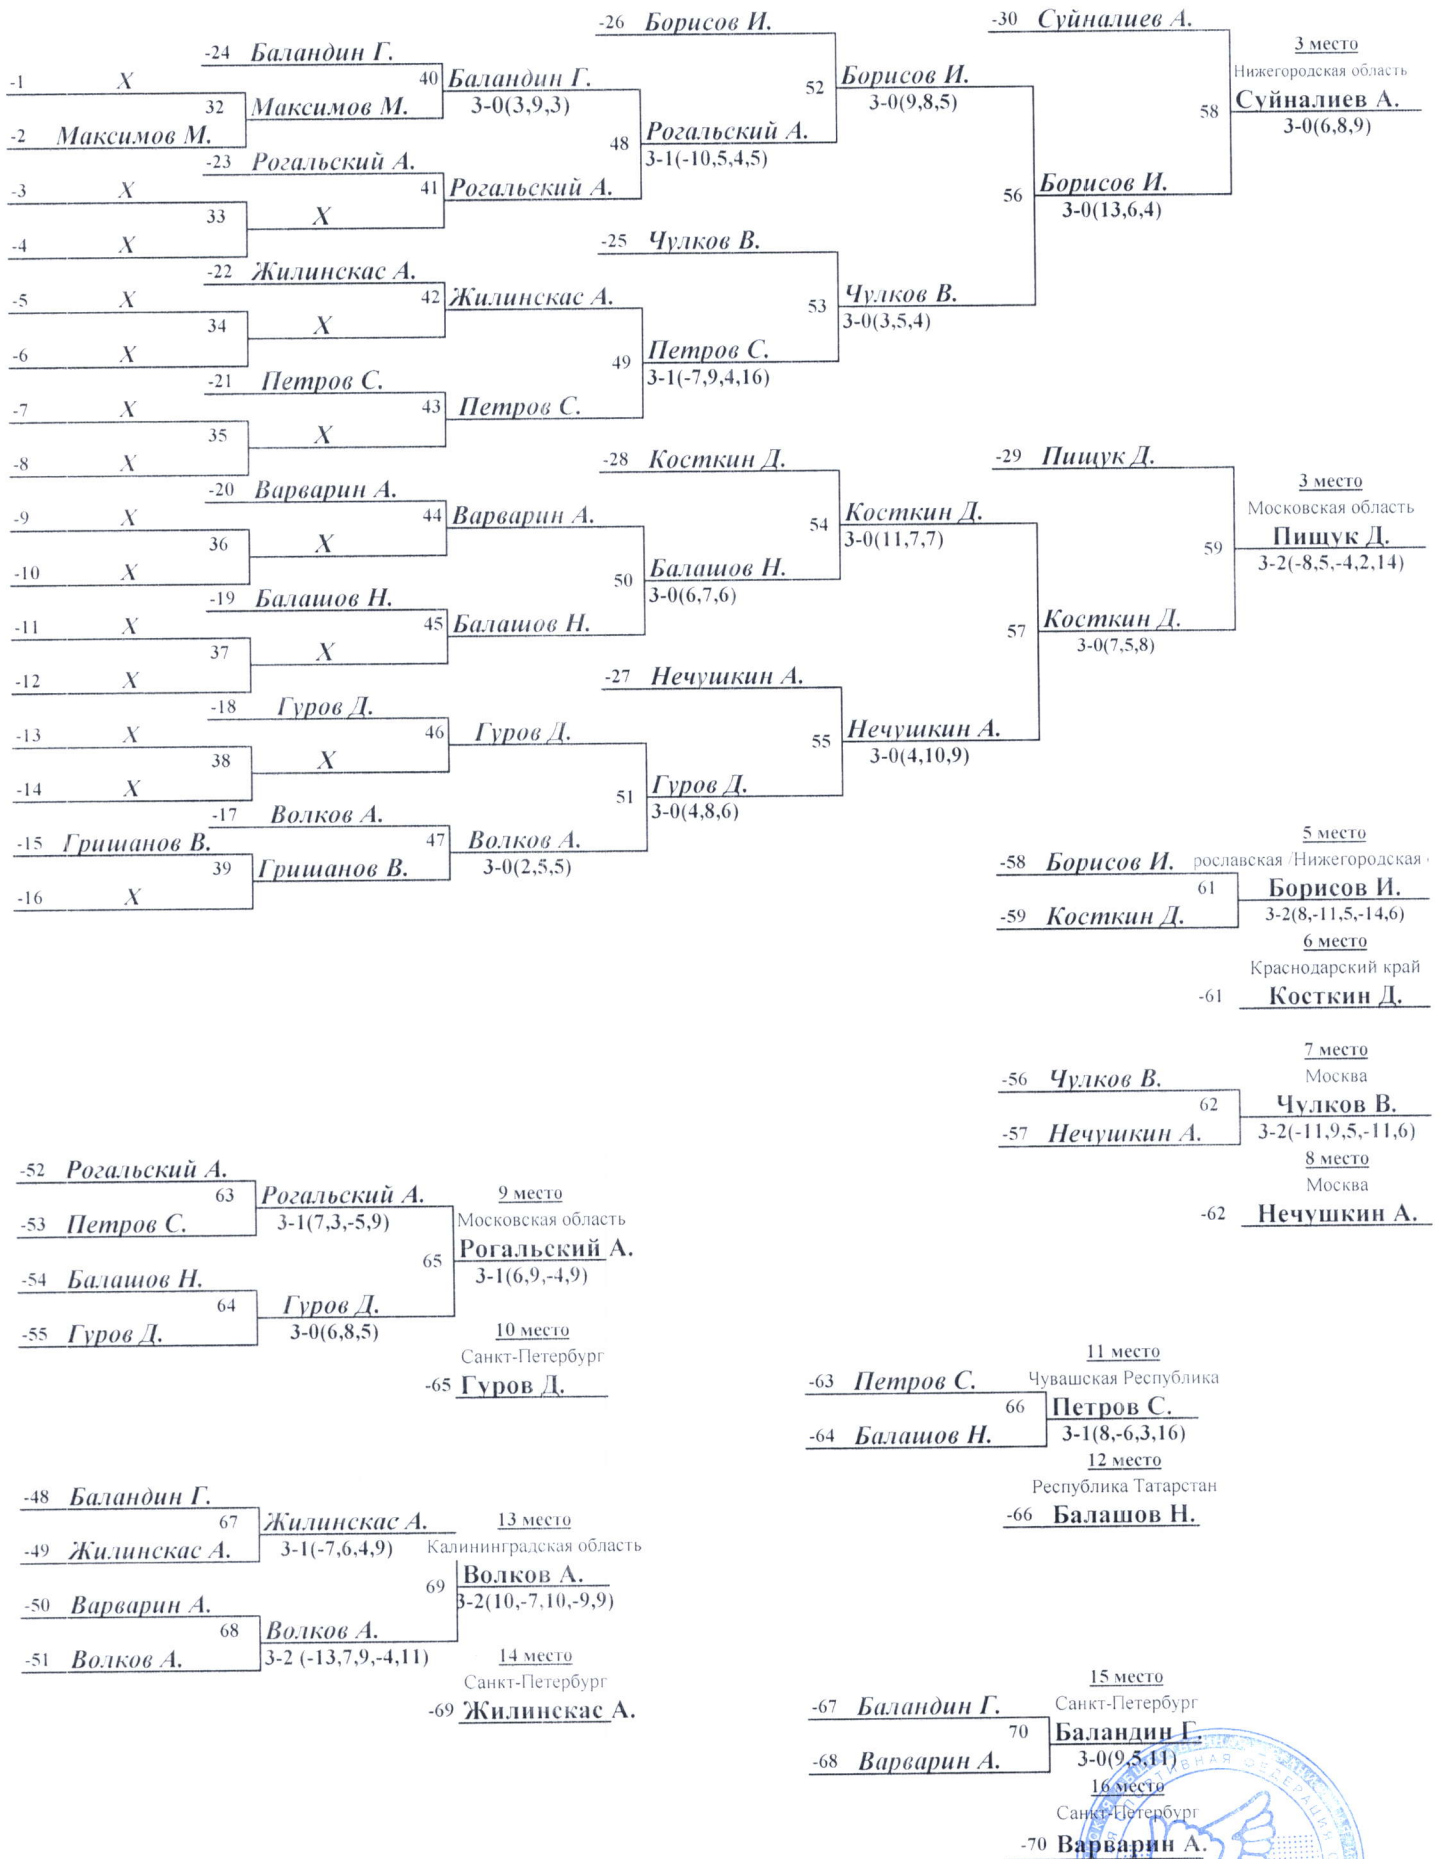 -26 Борисов И.
-30 Суйналиев А.
-24 Баландин Г.
3 место
Нижегородская область
-1 X
40 Баландин Г.
3-0(3,9,3)
52 Борисов И.
3-0(9,8,5)
58 Суйналиев А.
3-0(6,8,9)
32 Максимов М.
-2 Максимов М.
48 Рогальский А.
3-1(-10,5,4,5)
-23 Рогальский А.
-3 X
41 Рогальский А.
56 Борисов И.
3-0(13,6,4)
33 X
-4 X
-25 Чулков В.
-22 Жилинскас А.
-5 X
42 Жилинскас А.
53 Чулков В.
3-0(3,5,4)
34 X
-6 X
49 Петров С.
3-1(-7,9,4,16)
-21 Петров С.
-7 X
43 Петров С.
35 X
-8 X
-28 Косткин Д.
-29 Пищук Д.
-20 Варварин А.
3 место
Московская область
-9 X
44 Варварин А.
54 Косткин Д.
3-0(11,7,7)
59 Пищук Д.
3-2(-8,5,-4,2,14)
36 X
-10 X
50 Балашов Н.
3-0(6,7,6)
-19 Балашов Н.
-11 X
45 Балашов Н.
57 Косткин Д.
3-0(7,5,8)
37 X
-12 X
-27 Нечушкин А.
-18 Гуров Д.
-13 X
46 Гуров Д.
55 Нечушкин А.
3-0(4,10,9)
38 X
-14 X
51 Гуров Д.
3-0(4,8,6)
-17 Волков А.
-15 Гришанов В.
47 Волков А.
3-0(2,5,5)
39 Гришанов В.
-16 X
5 место
-58 Борисов И. рославская /Нижегородская
61 Борисов И.
3-2(8,-11,5,-14,6)
-59 Косткин Д.
6 место
Краснодарский край
-61 Косткин Д.
7 место
Москва
-56 Чулков В.
62 Чулков В.
3-2(-11,9,5,-11,6)
-57 Нечушкин А.
8 место
Москва
-62 Нечушкин А.
-52 Рогальский А.
63 Рогальский А.
3-1(7,3,-5,9)
-53 Петров С.
9 место
Московская область
65 Рогальский А.
3-1(6,9,-4,9)
-54 Балашов Н.
64 Гуров Д.
3-0(6,8,5)
-55 Гуров Д.
10 место
Санкт-Петербург
-65 Гуров Д.
11 место
Чувашская Республика
-63 Петров С.
66 Петров С.
3-1(8,-6,3,16)
-64 Балашов Н.
12 место
Республика Татарстан
-66 Балашов Н.
-48 Баландин Г.
67 Жилинскас А.
3-1(-7,6,4,9)
-49 Жилинскас А.
13 место
Калининградская область
69 Волков А.
3-2(10,-7,10,-9,9)
-50 Варварин А.
68 Волков А.
3-2 (-13,7,9,-4,11)
-51 Волков А.
14 место
Санкт-Петербург
-69 Жилинскас А.
15 место
Санкт-Петербург
-67 Баландин Г.
70 Баландин Г.
3-0(9,5,11)
-68 Варварин А.
16 место
Санкт-Петербург
-70 Варварин А.